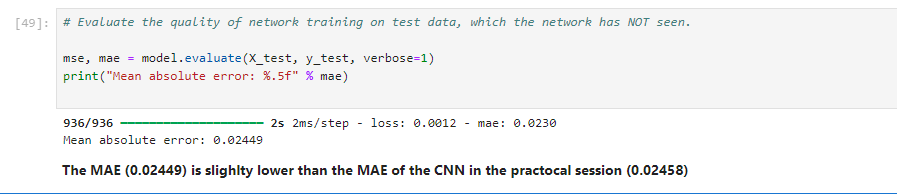 [49]: # Evaluate the quality of network training on test data, which the network has NOT seen.
mse, mae = model.evaluate(X_test, y_test, verbose=1)
print("Mean absolute error: %.5f" % mae)
936/936 ━━━━━━━━━━━━━━━━━━━━ 2s 2ms/step - loss: 0.0012 - mae: 0.0230
Mean absolute error: 0.02449
The MAE (0.02449) is slighlty lower than the MAE of the CNN in the practocal session (0.02458)